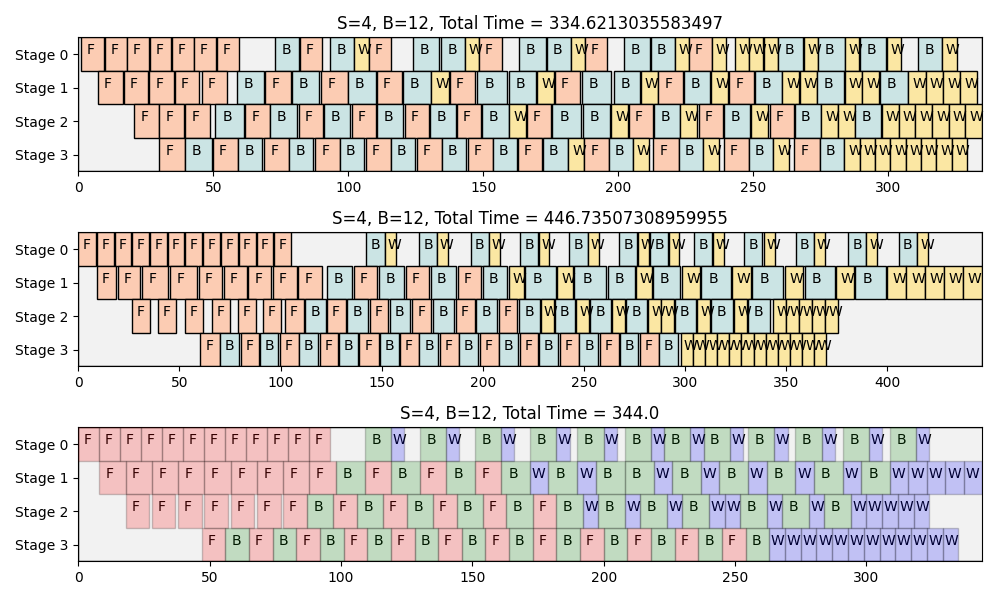 S=4, B=12, Total Time = 334.6213035583497
Stage 0 F F F F F F F B F B W F B B W F B B W F B B W F W W W W B W B W B W B W
Stage 1 F F F F F B F B F B F B W F B B W F B B W F B W F B W W B W W B W W W W
Stage 2 F F F B F B F B F B F B F B W F B B W F B W F B W F B W W B W W W W W W
Stage 3 F B F B F B F B F B F B F B F B W F B W F B W F B W F B W W W W W W W W
0 50 100 150 200 250 300
S=4, B=12, Total Time = 446.73507308959955
Stage 0 F F F F F F F F F F F F B W B W B W B W B W B W B W B W B W B W B W B W
Stage 1 F F F F F F F F F B F B F B F B W B W B B W B W B W B W B W B W W W W W
Stage 2 F F F F F F F B F B F B F B F B F B W B W B W B W W B W B W B W W W W W
Stage 3 F B F B F B F B F B F B F B F B F B F B F B F B W W W W W W W W W W W W
0 50 100 150 200 250 300 350 400
S=4, B=12, Total Time = 344.0
Stage 0 F F F F F F F F F F F F B W B W B W B W B W B W B W B W B W B W B W B W
Stage 1 F F F F F F F F F B F B F B F B W B W B B W B W B W B W B W B W W W W W
Stage 2 F F F F F F F B F B F B F B F B F B W B W B W B W W B W B W B W W W W W
Stage 3 F B F B F B F B F B F B F B F B F B F B F B F B W W W W W W W W W W W W
0 50 100 150 200 250 300